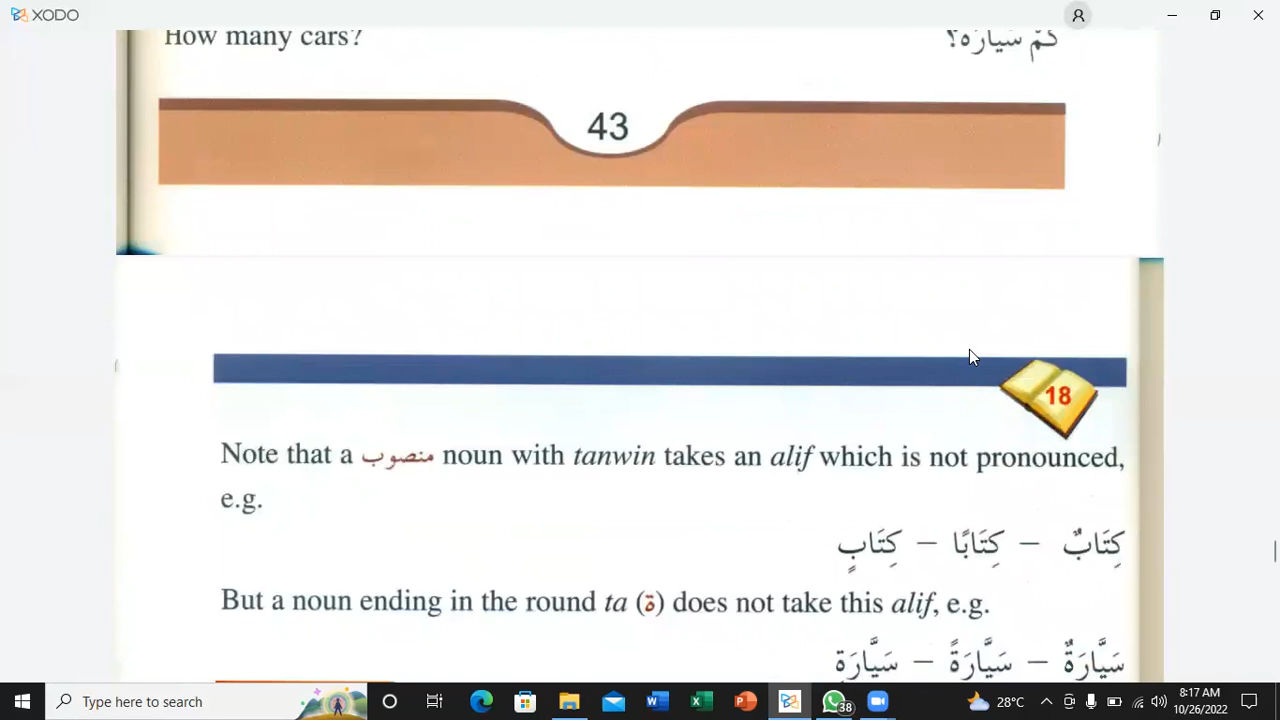 XODO
How many cars?
كَمْ سَيَّارَةً؟
43
18
Note that a منصوب noun with tanwin takes an alif which is not pronounced,
e.g.
كِتَابٌ – كِتَابًا – كِتَابٍ
But a noun ending in the round ta (ة) does not take this alif, e.g.
سَيَّارَةٌ – سَيَّارَةً – سَيَّارَةٍ
Type here to search
38
28°C
8:17 AM
10/26/2022